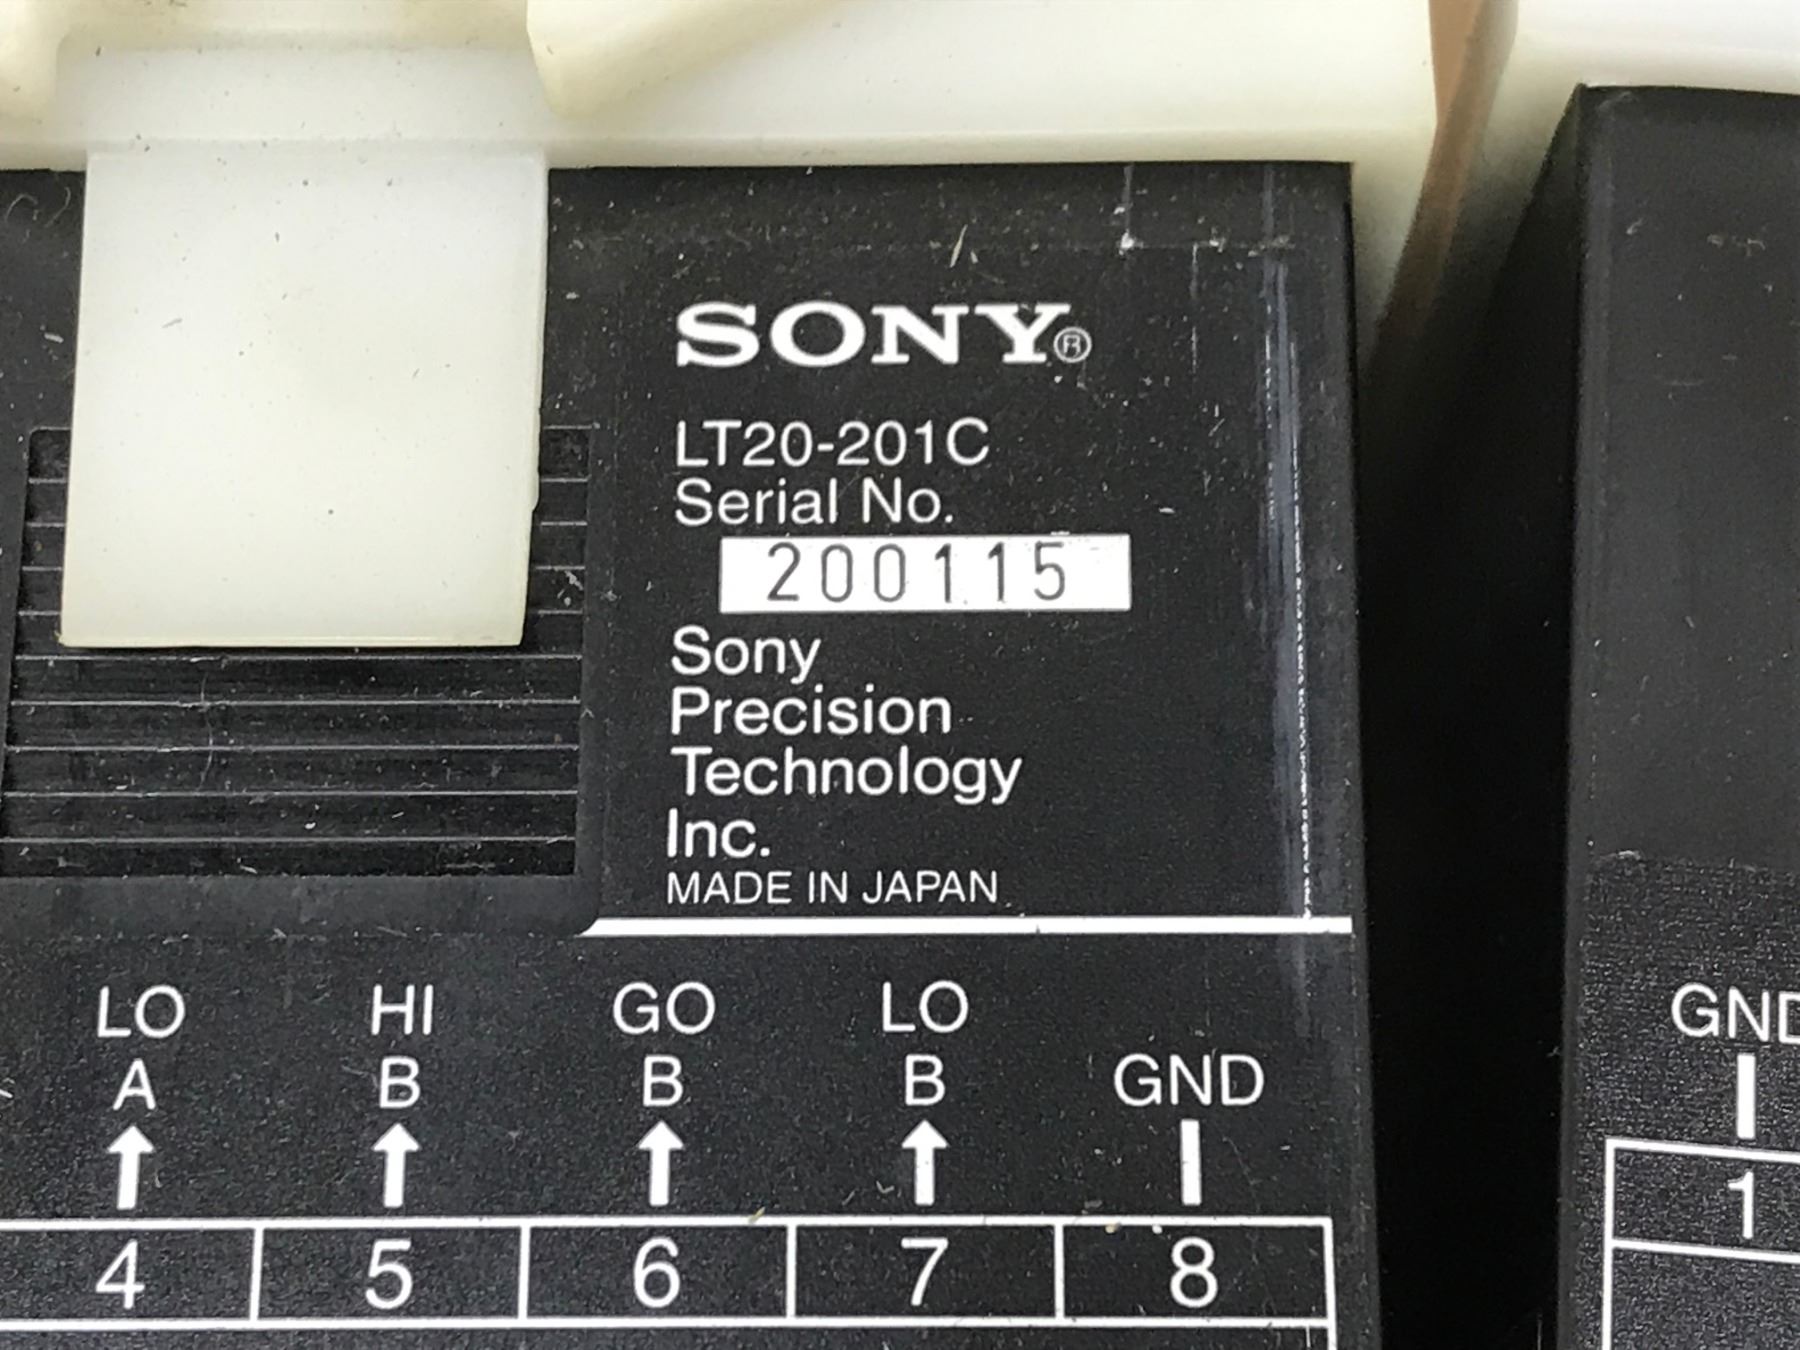 SONY®
LT20-201C
Serial No.
200115
Sony
Precision
Technology
Inc.
MADE IN JAPAN
LO HI GO LO
A B B B GND
4 5 6 7 8
GND
1